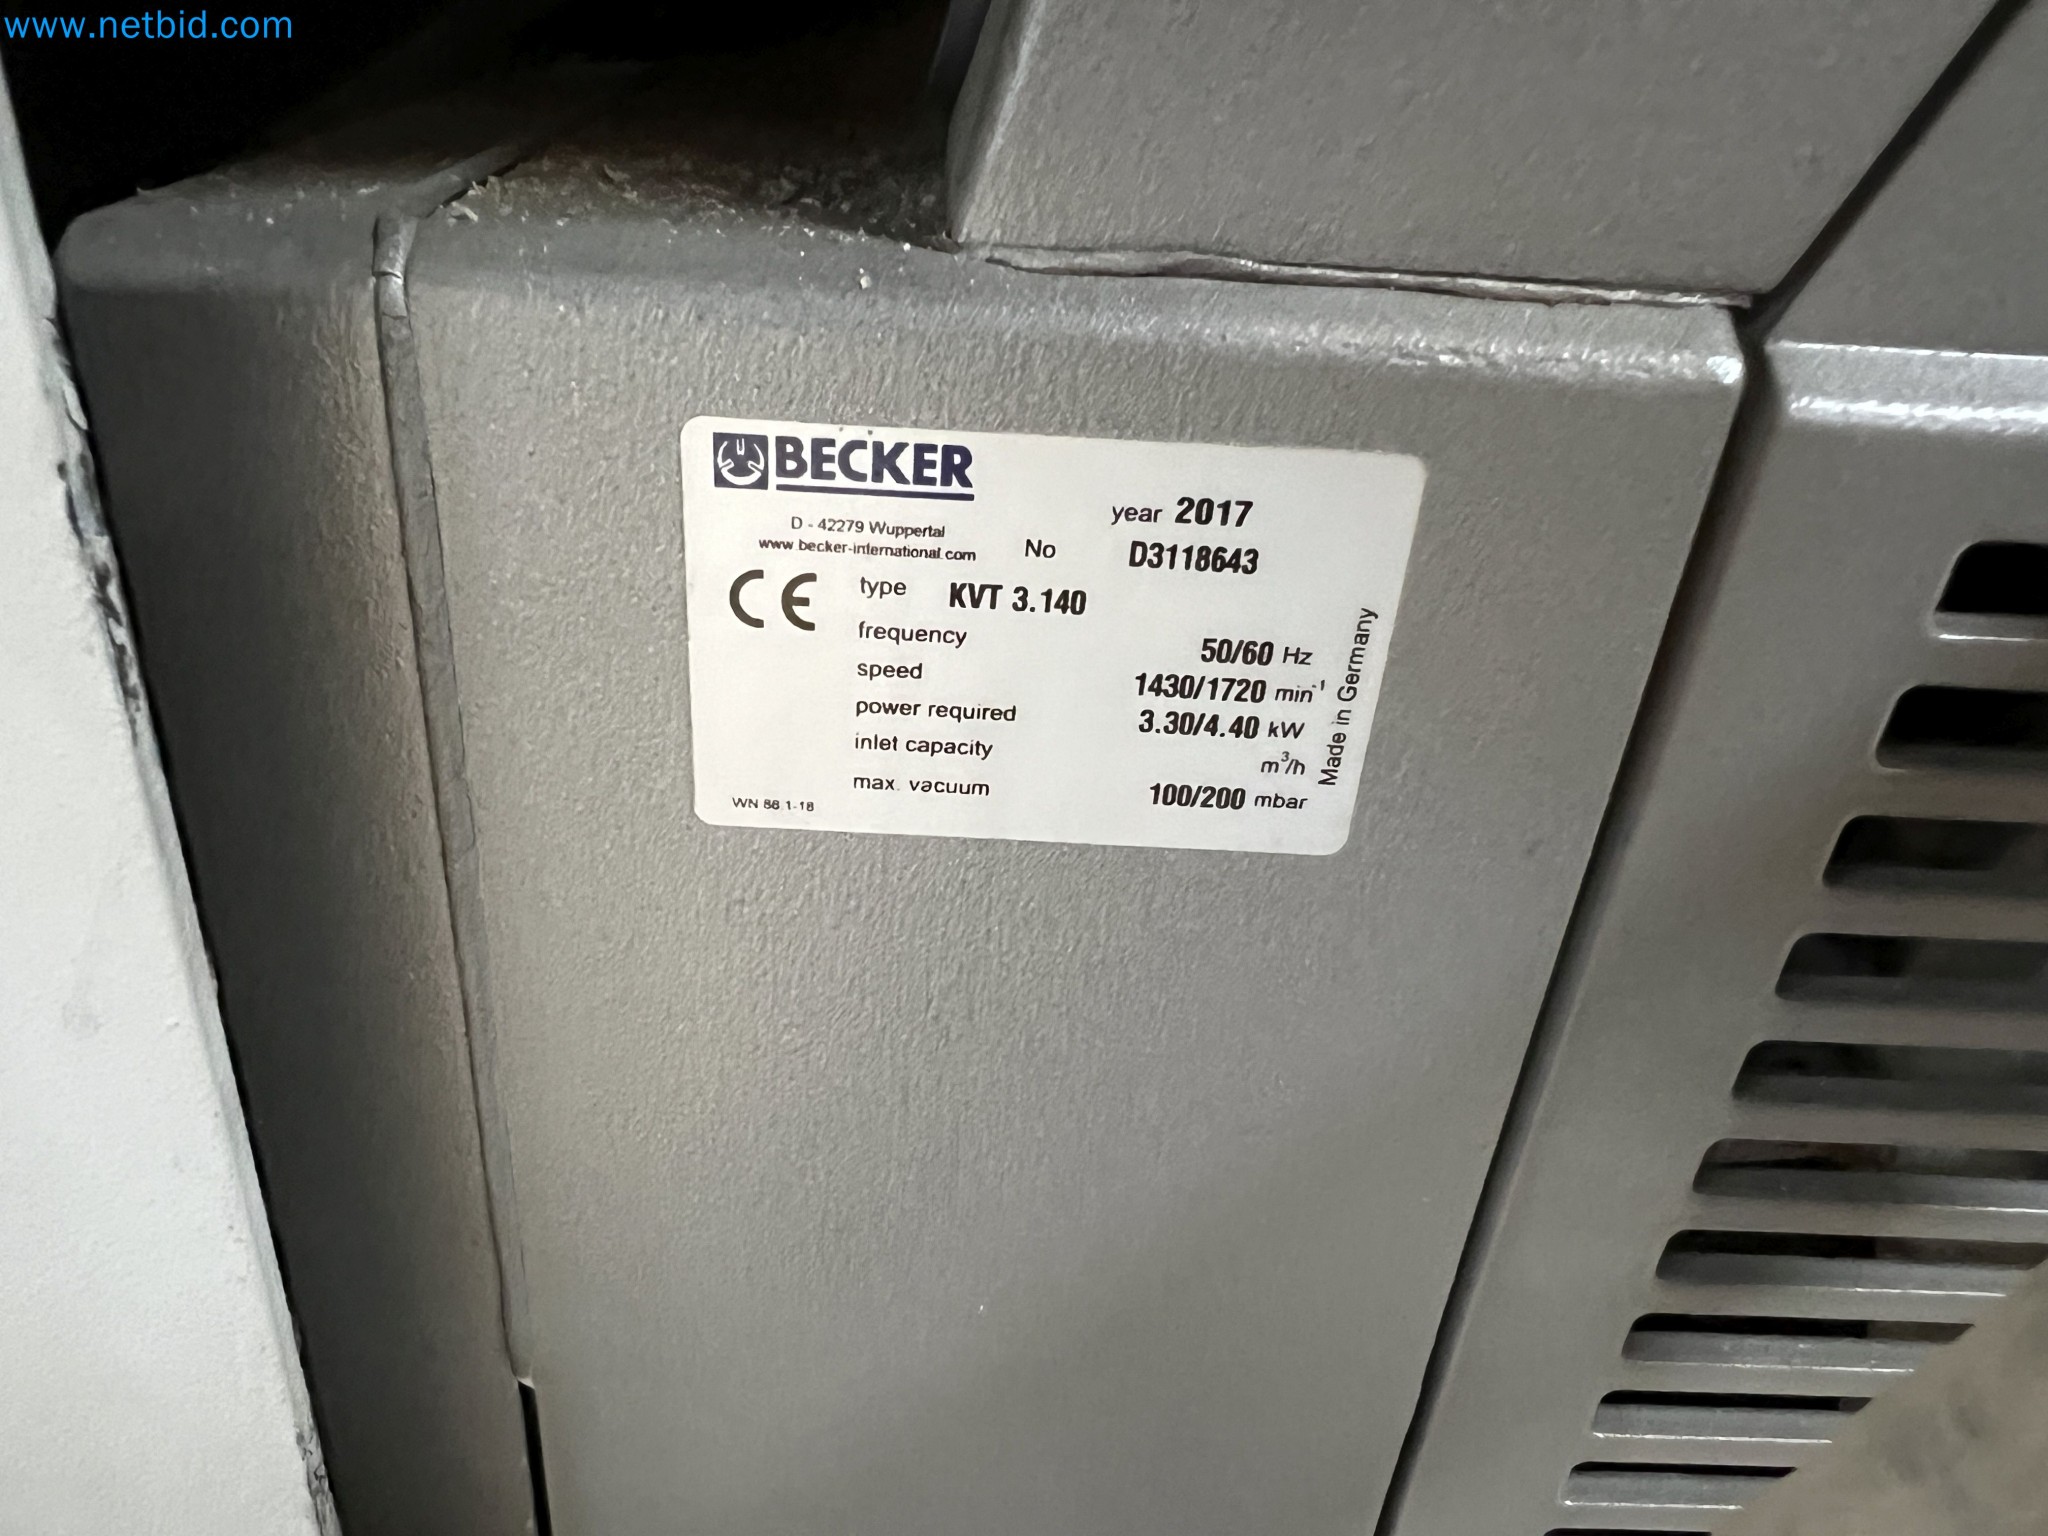 www.netbid.com
BECKER
D - 42279 Wuppertal
www.becker-international.com
year 2017
No D3118643
CE
type KVT 3.140
frequency 50/60 Hz
speed 1430/1720 min⁻¹
power required 3.30/4.40 kW
inlet capacity m³/h
max. vacuum 100/200 mbar
WN 88.1-18
Made in Germany